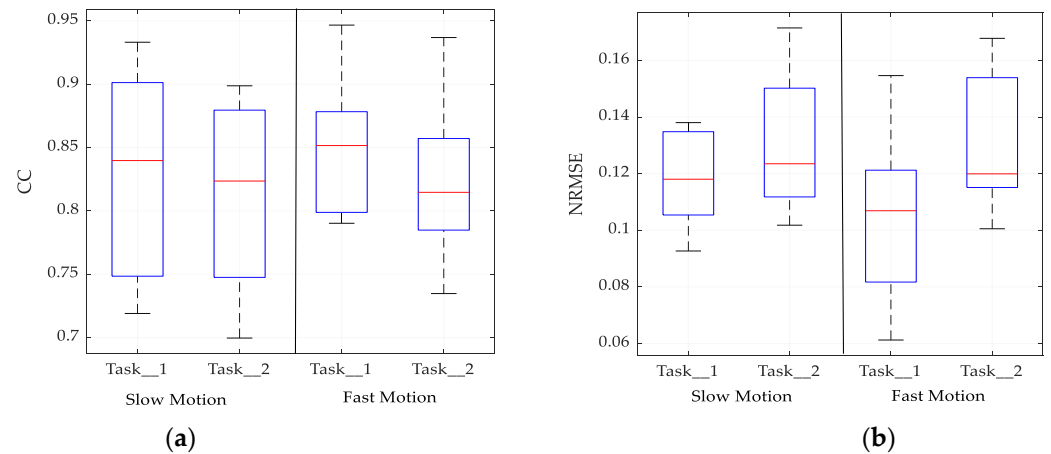 0.95
0.9
0.85
0.8
0.75
0.7
CC
Task__1 Task__2 Task__1 Task__2
Slow Motion Fast Motion
(a)
0.16
0.14
0.12
0.1
0.08
0.06
NRMSE
Task__1 Task__2 Task__1 Task__2
Slow Motion Fast Motion
(b)